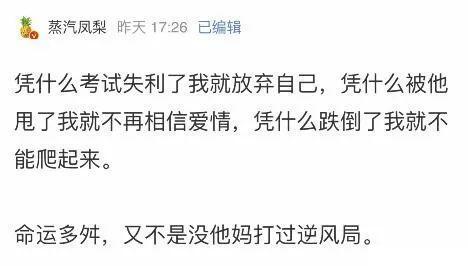 蒸汽凤梨 昨天 17:26 已编辑
凭什么考试失利了我就放弃自己，凭什么被他
甩了我就不再相信爱情，凭什么跌倒了我就不
能爬起来。
命运多舛，又不是没他妈打过逆风局。